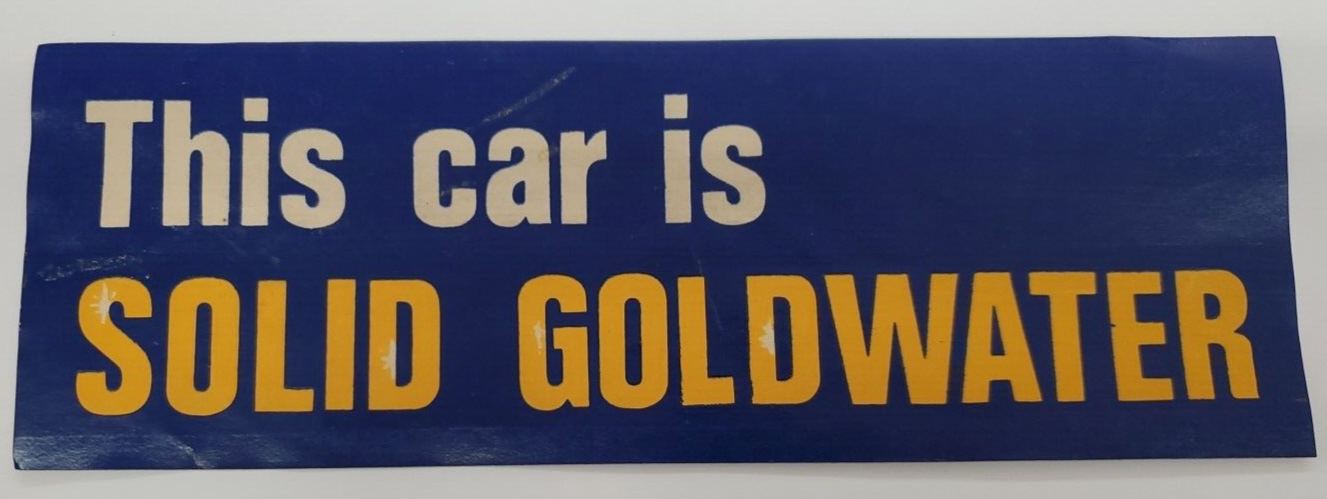 This car is
SOLID GOLDWATER